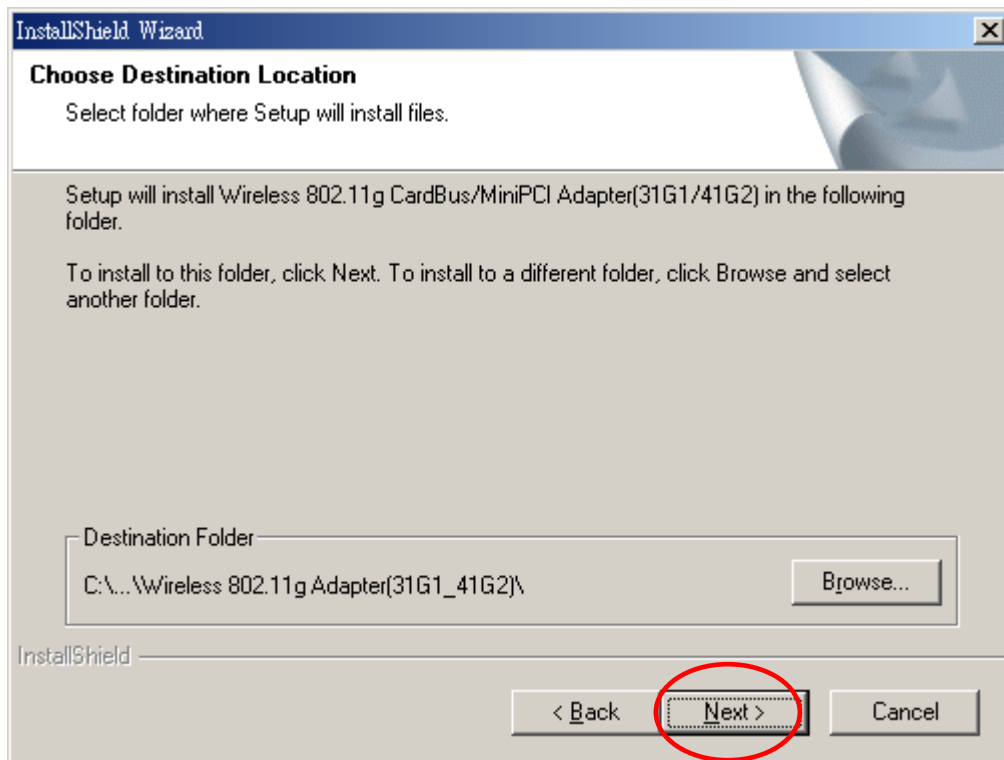 InstallShield Wizard
Choose Destination Location
Select folder where Setup will install files.
Setup will install Wireless 802.11g CardBus/MiniPCI Adapter(31G1/41G2) in the following
folder.
To install to this folder, click Next. To install to a different folder, click Browse and select
another folder.
Destination Folder
C:\...\Wireless 802.11g Adapter(31G1_41G2)\
Browse...
InstallShield
< Back
Next >
Cancel